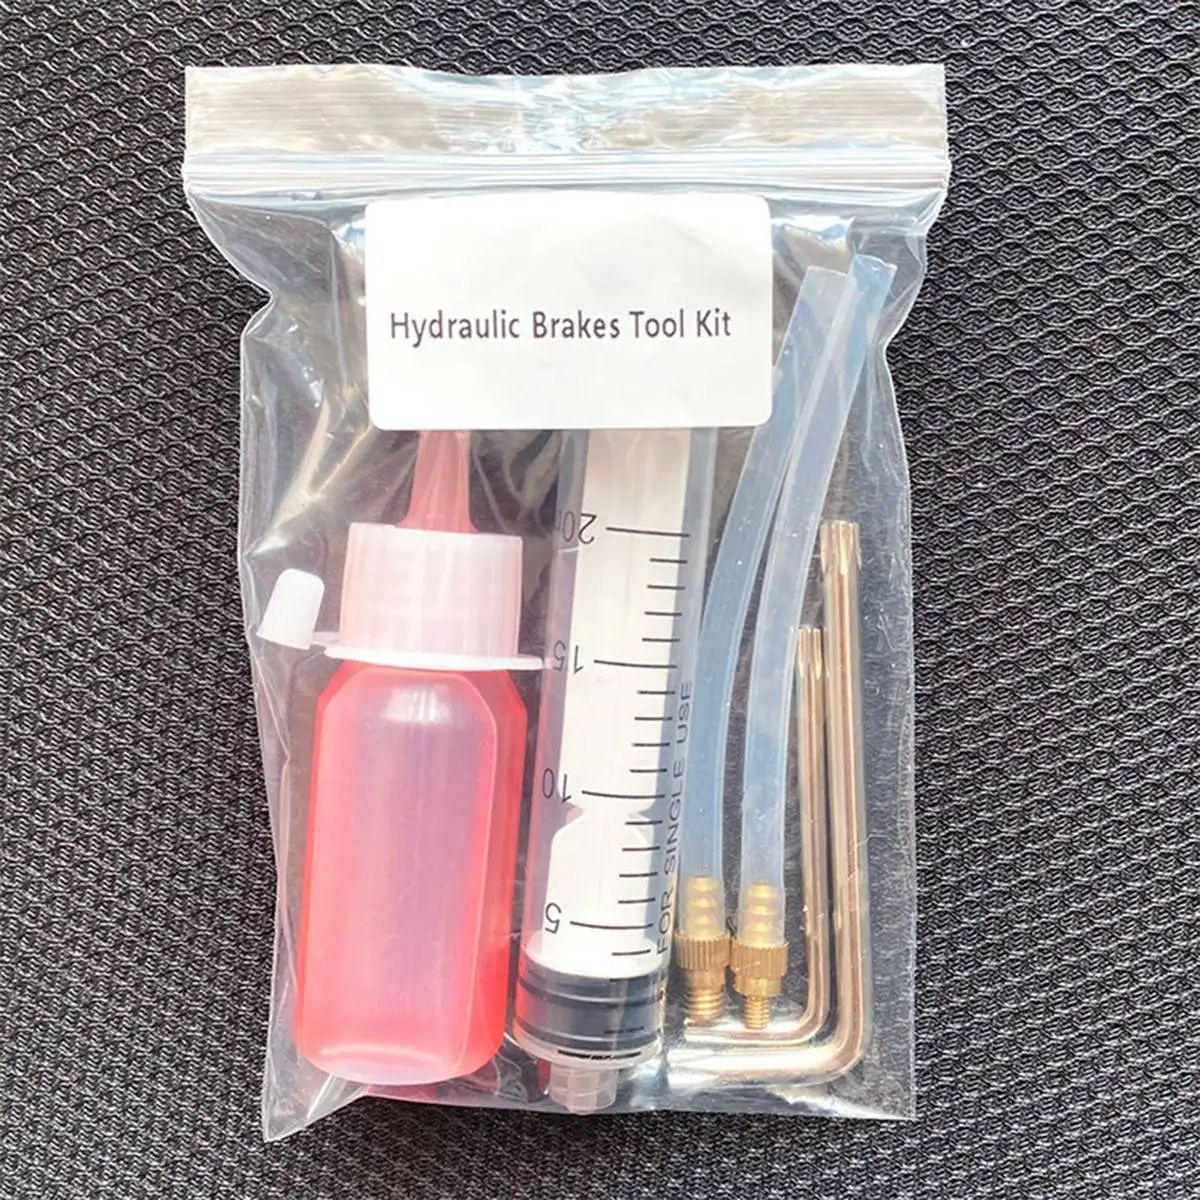 Hydraulic Brakes Tool Kit
20
15
10
5
FOR SINGLE USE